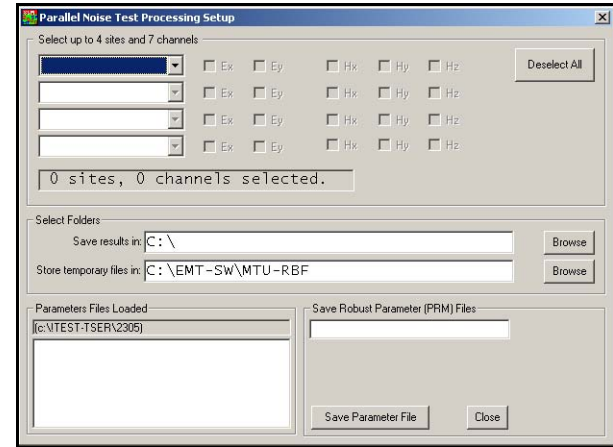 Parallel Noise Test Processing Setup
Select up to 4 sites and 7 channels
Ex Ey Hx Hy Hz Deselect All
Ex Ey Hx Hy Hz
Ex Ey Hx Hy Hz
Ex Ey Hx Hy Hz
0 sites, 0 channels selected.
Select Folders
Save results in: C:\ Browse
Store temporary files in: C:\EMT-SW\MTU-RBF Browse
Parameters Files Loaded
(c:\ITEST-TSER\2305)
Save Robust Parameter (PRM) Files
Save Parameter File Close